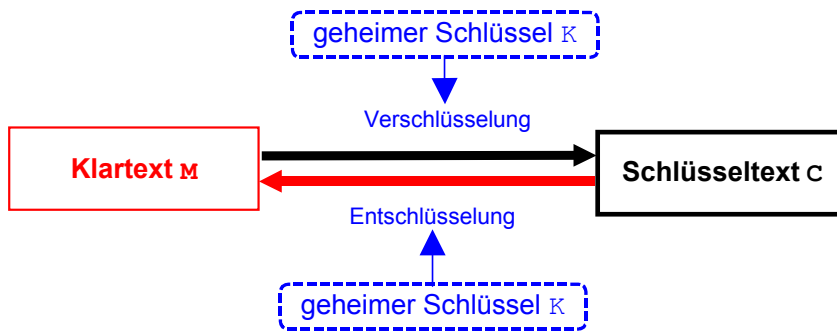 geheimer Schlüssel K
Verschlüsselung
Klartext M
Schlüsseltext C
Entschlüsselung
geheimer Schlüssel K